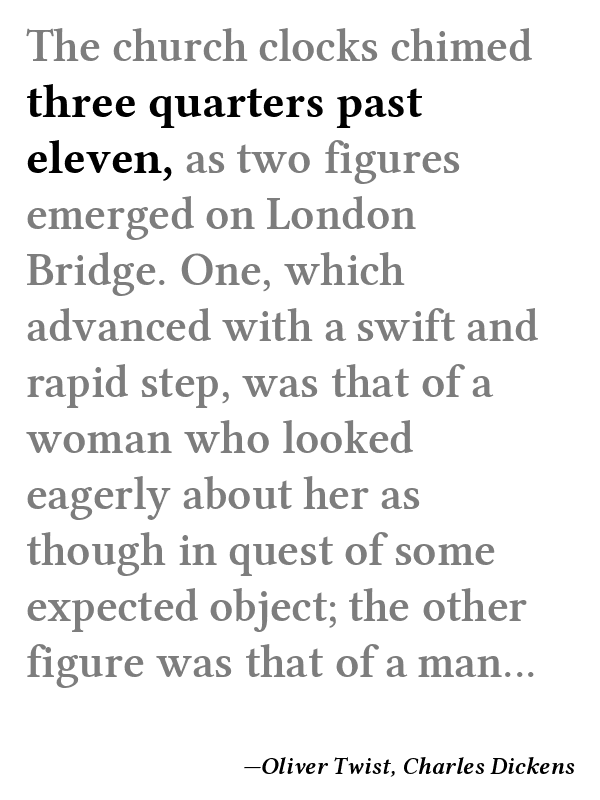 The church clocks chimed
three quarters past
eleven, as two figures
emerged on London
Bridge. One, which
advanced with a swift and
rapid step, was that of a
woman who looked
eagerly about her as
though in quest of some
expected object; the other
figure was that of a man...
—Oliver Twist, Charles Dickens